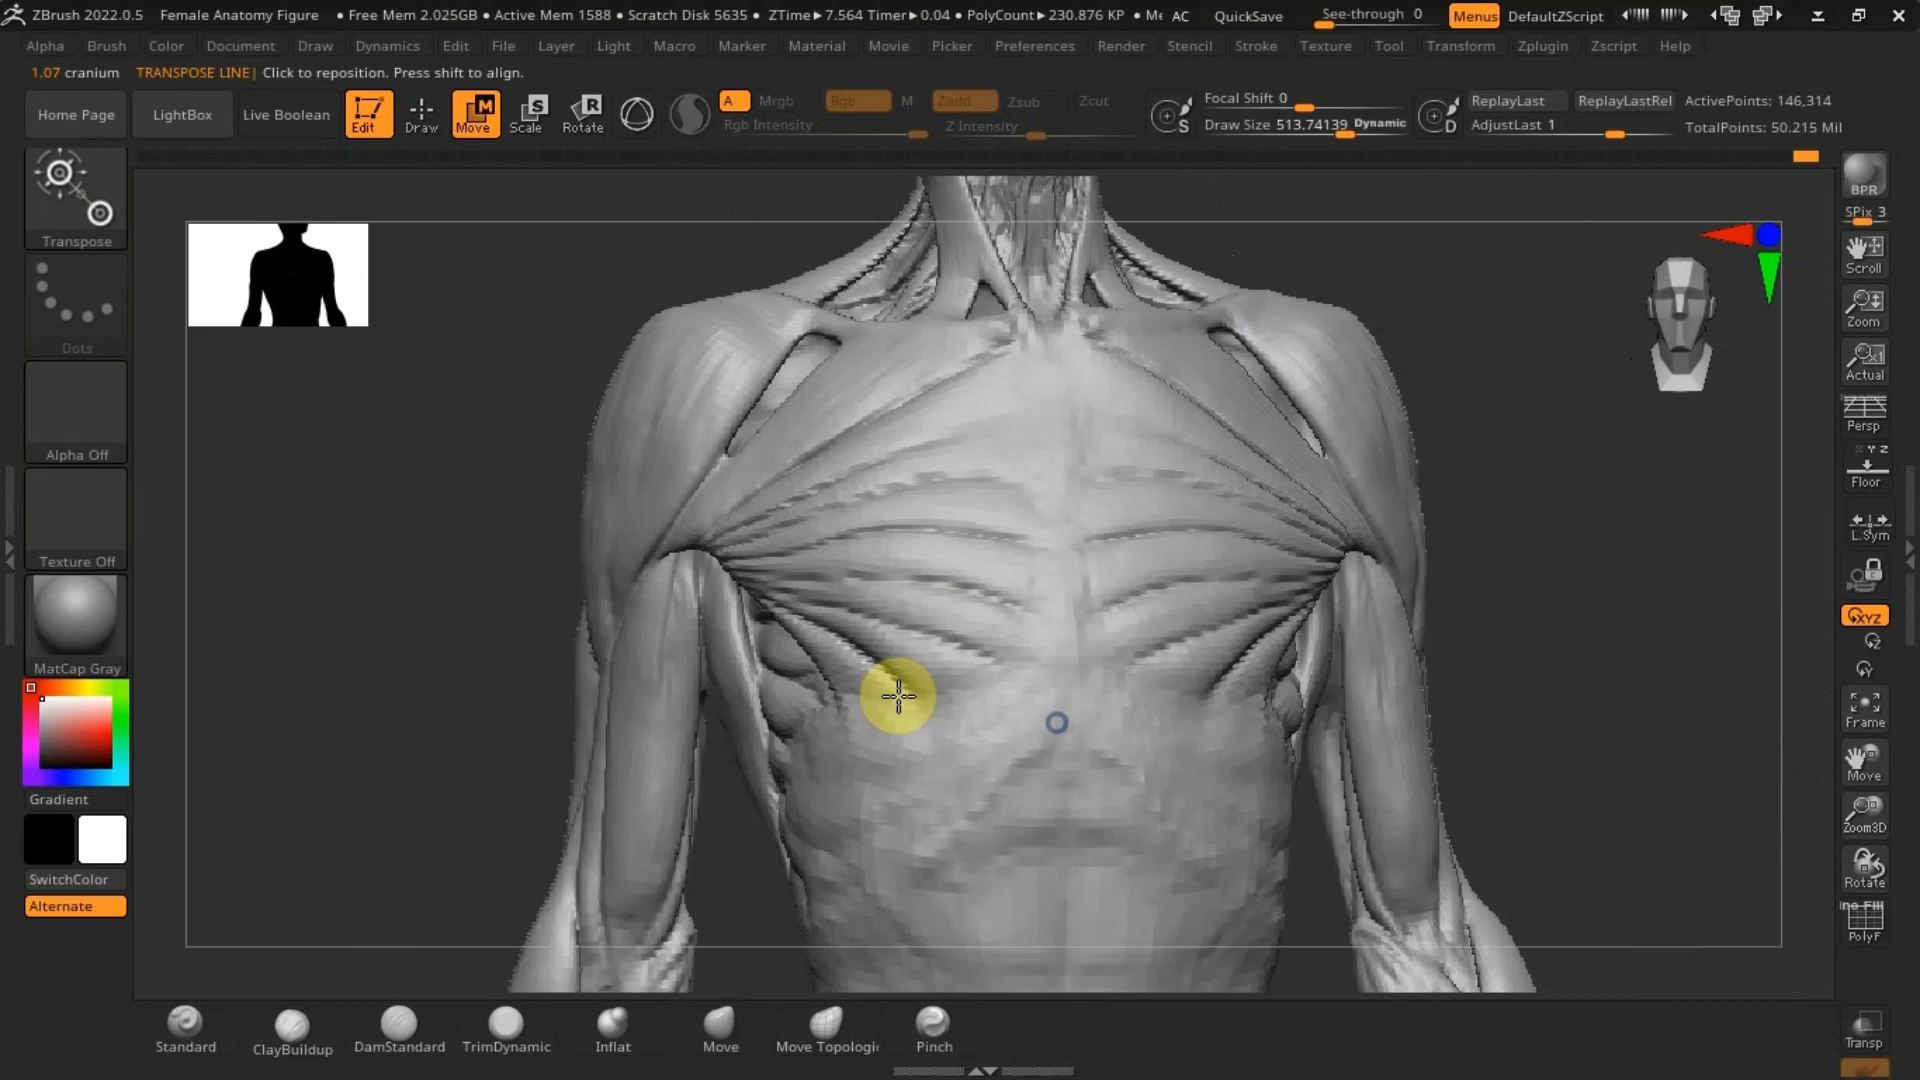 ZBrush 2022.0.5 Female Anatomy Figure • Free Mem 2.025GB • Active Mem 1588 • Scratch Disk 5635 • ZTime▸7.564 Timer▸0.04 • PolyCount▸230.876 KP • Me AC QuickSave See-through 0 Menus DefaultZScript
Alpha Brush Color Document Draw Dynamics Edit File Layer Light Macro Marker Material Movie Picker Preferences Render Stencil Stroke Texture Tool Transform Zplugin Zscript Help
1.07 cranium TRANSPOSE LINE| Click to reposition. Press shift to align.
Home Page LightBox Live Boolean Edit Draw Move Scale Rotate
A Mrgb Rgb M Zadd Zsub Zcut
Rgb Intensity Z Intensity
Focal Shift 0
Draw Size 513.74139 Dynamic
ReplayLast ReplayLastRel ActivePoints: 146,314
AdjustLast 1 TotalPoints: 50.215 Mil
M
S
R
S
D
Transpose
Dots
Alpha Off
Texture Off
MatCap Gray
Gradient
SwitchColor
Alternate
BPR
SPix 3
Scroll
Zoom
Actual
Persp
Floor
L.Sym
XYZ
Frame
Move
Zoom3D
Rotate
PolyF
Transp
Standard ClayBuildup DamStandard TrimDynamic Inflat Move Move Topologi Pinch